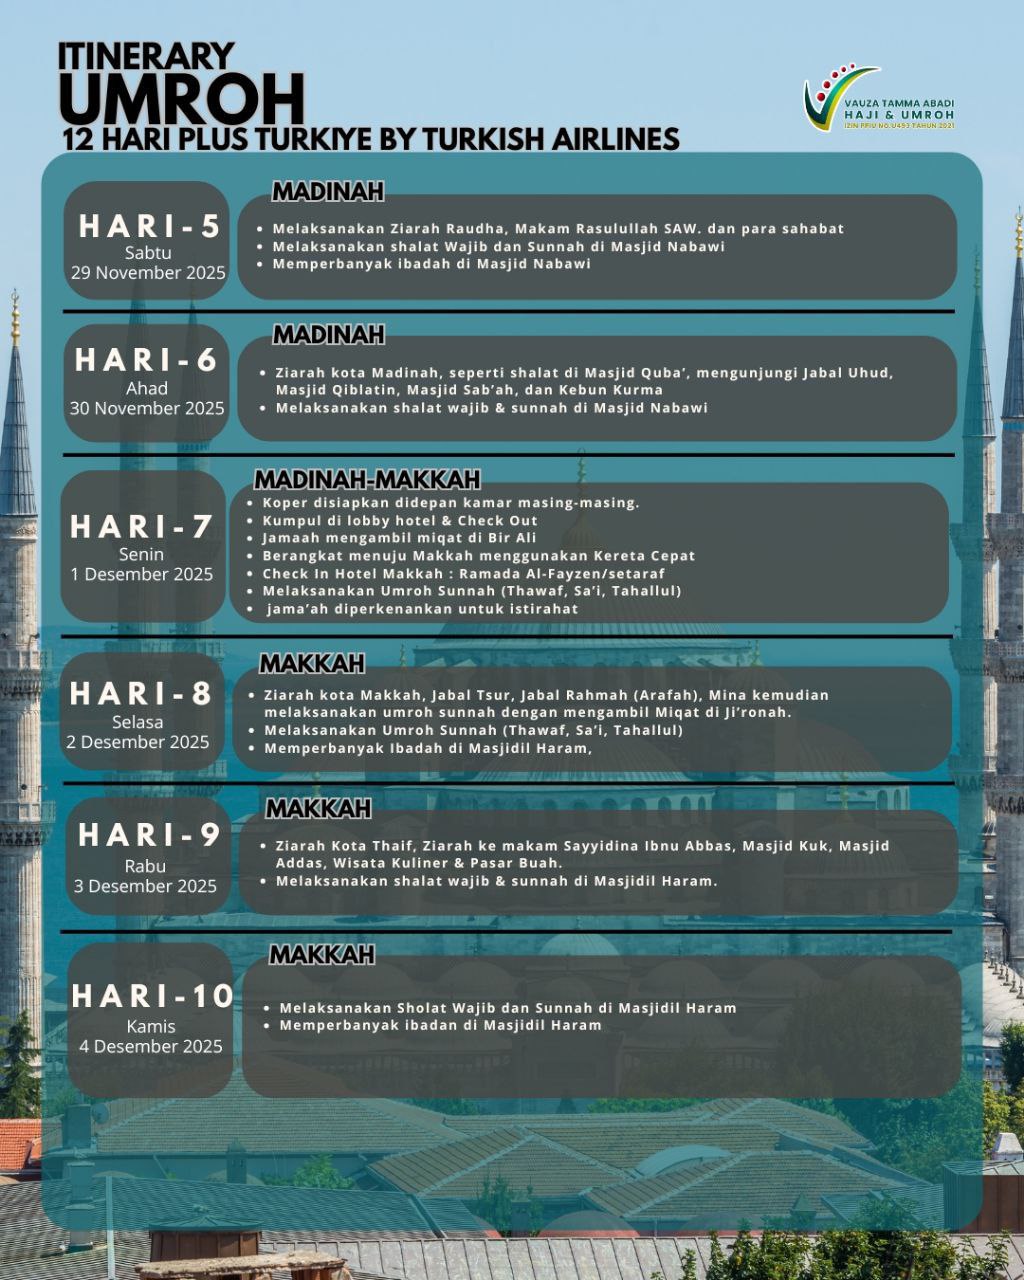 ITINERARY
UMROH
12 HARI PLUS TURKIYE BY TURKISH AIRLINES
VAUZA TAMMA ABADI
HAJI & UMROH
IZIN PPIU NO.U493 TAHUN 2021
HARI-5
Sabtu
29 November 2025
MADINAH
• Melaksanakan Ziarah Raudha, Makam Rasulullah SAW. dan para sahabat
• Melaksanakan shalat Wajib dan Sunnah di Masjid Nabawi
• Memperbanyak ibadah di Masjid Nabawi
HARI-6
Ahad
30 November 2025
MADINAH
• Ziarah kota Madinah, seperti shalat di Masjid Quba’, mengunjungi Jabal Uhud,
Masjid Qiblatin, Masjid Sab’ah, dan Kebun Kurma
• Melaksanakan shalat wajib & sunnah di Masjid Nabawi
HARI-7
Senin
1 Desember 2025
MADINAH-MAKKAH
• Koper disiapkan didepan kamar masing-masing.
• Kumpul di lobby hotel & Check Out
• Jamaah mengambil miqat di Bir Ali
• Berangkat menuju Makkah menggunakan Kereta Cepat
• Check In Hotel Makkah : Ramada Al-Fayzen/setaraf
• Melaksanakan Umroh Sunnah (Thawaf, Sa’i, Tahallul)
• jama’ah diperkenankan untuk istirahat
HARI-8
Selasa
2 Desember 2025
MAKKAH
• Ziarah kota Makkah, Jabal Tsur, Jabal Rahmah (Arafah), Mina kemudian
melaksanakan umroh sunnah dengan mengambil Miqat di Ji’ronah.
• Melaksanakan Umroh Sunnah (Thawaf, Sa’i, Tahallul)
• Memperbanyak Ibadah di Masjidil Haram,
HARI-9
Rabu
3 Desember 2025
MAKKAH
• Ziarah Kota Thaif, Ziarah ke makam Sayyidina Ibnu Abbas, Masjid Kuk, Masjid
Addas, Wisata Kuliner & Pasar Buah.
• Melaksanakan shalat wajib & sunnah di Masjidil Haram.
HARI-10
Kamis
4 Desember 2025
MAKKAH
• Melaksanakan Sholat Wajib dan Sunnah di Masjidil Haram
• Memperbanyak ibadan di Masjidil Haram